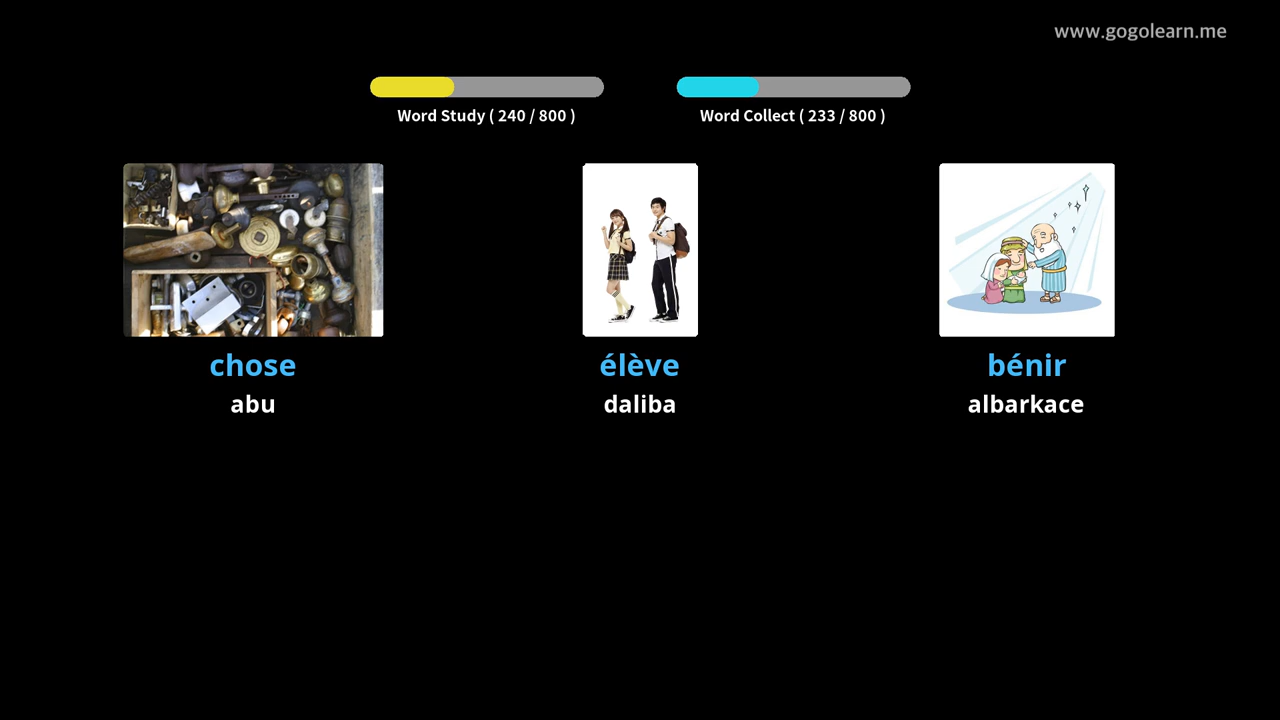 www.gogolearn.me
Word Study ( 240 / 800 )
Word Collect ( 233 / 800 )
chose
abu
élève
daliba
bénir
albarkace